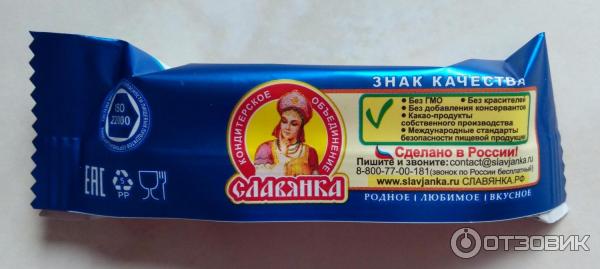 ISO
22000
EAC
5
PP
КОНДИТЕРСКОЕ ОБЪЕДИНЕНИЕ
СЛАВЯНКА
ЗНАК КАЧЕСТВА
• Без ГМО • Без красителей
• Без добавления консервантов
• Какао-продукты
собственного производства
• Международные стандарты
безопасности пищевой продукции
Сделано в России!
Пишите и звоните: contact@slavjanka.ru
8-800-77-00-181 (звонок по России бесплатный)
www.slavjanka.ru СЛАВЯНКА.РФ
РОДНОЕ | ЛЮБИМОЕ | ВКУСНОЕ
ОТЗОВИК